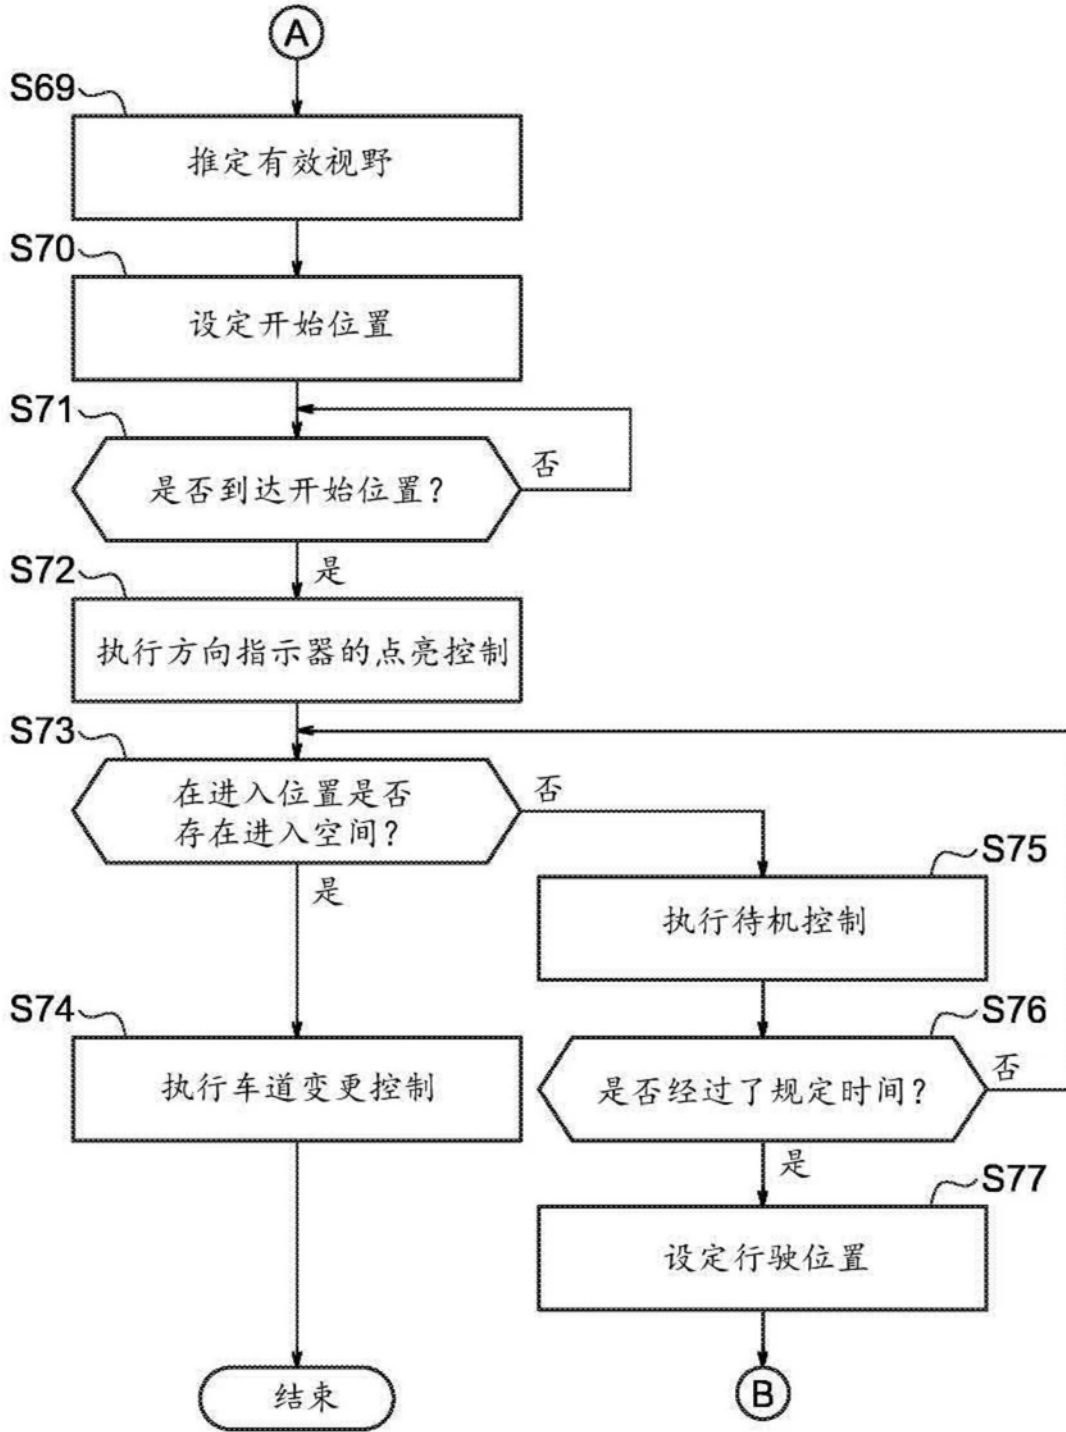 A
S69
推定有效视野
S70
设定开始位置
S71
是否到达开始位置?
否
是
S72
执行方向指示器的点亮控制
S73
在进入位置是否
存在进入空间?
否
是
S75
执行待机控制
S74
执行车道变更控制
S76
是否经过了规定时间?
否
是
S77
设定行驶位置
结束
B